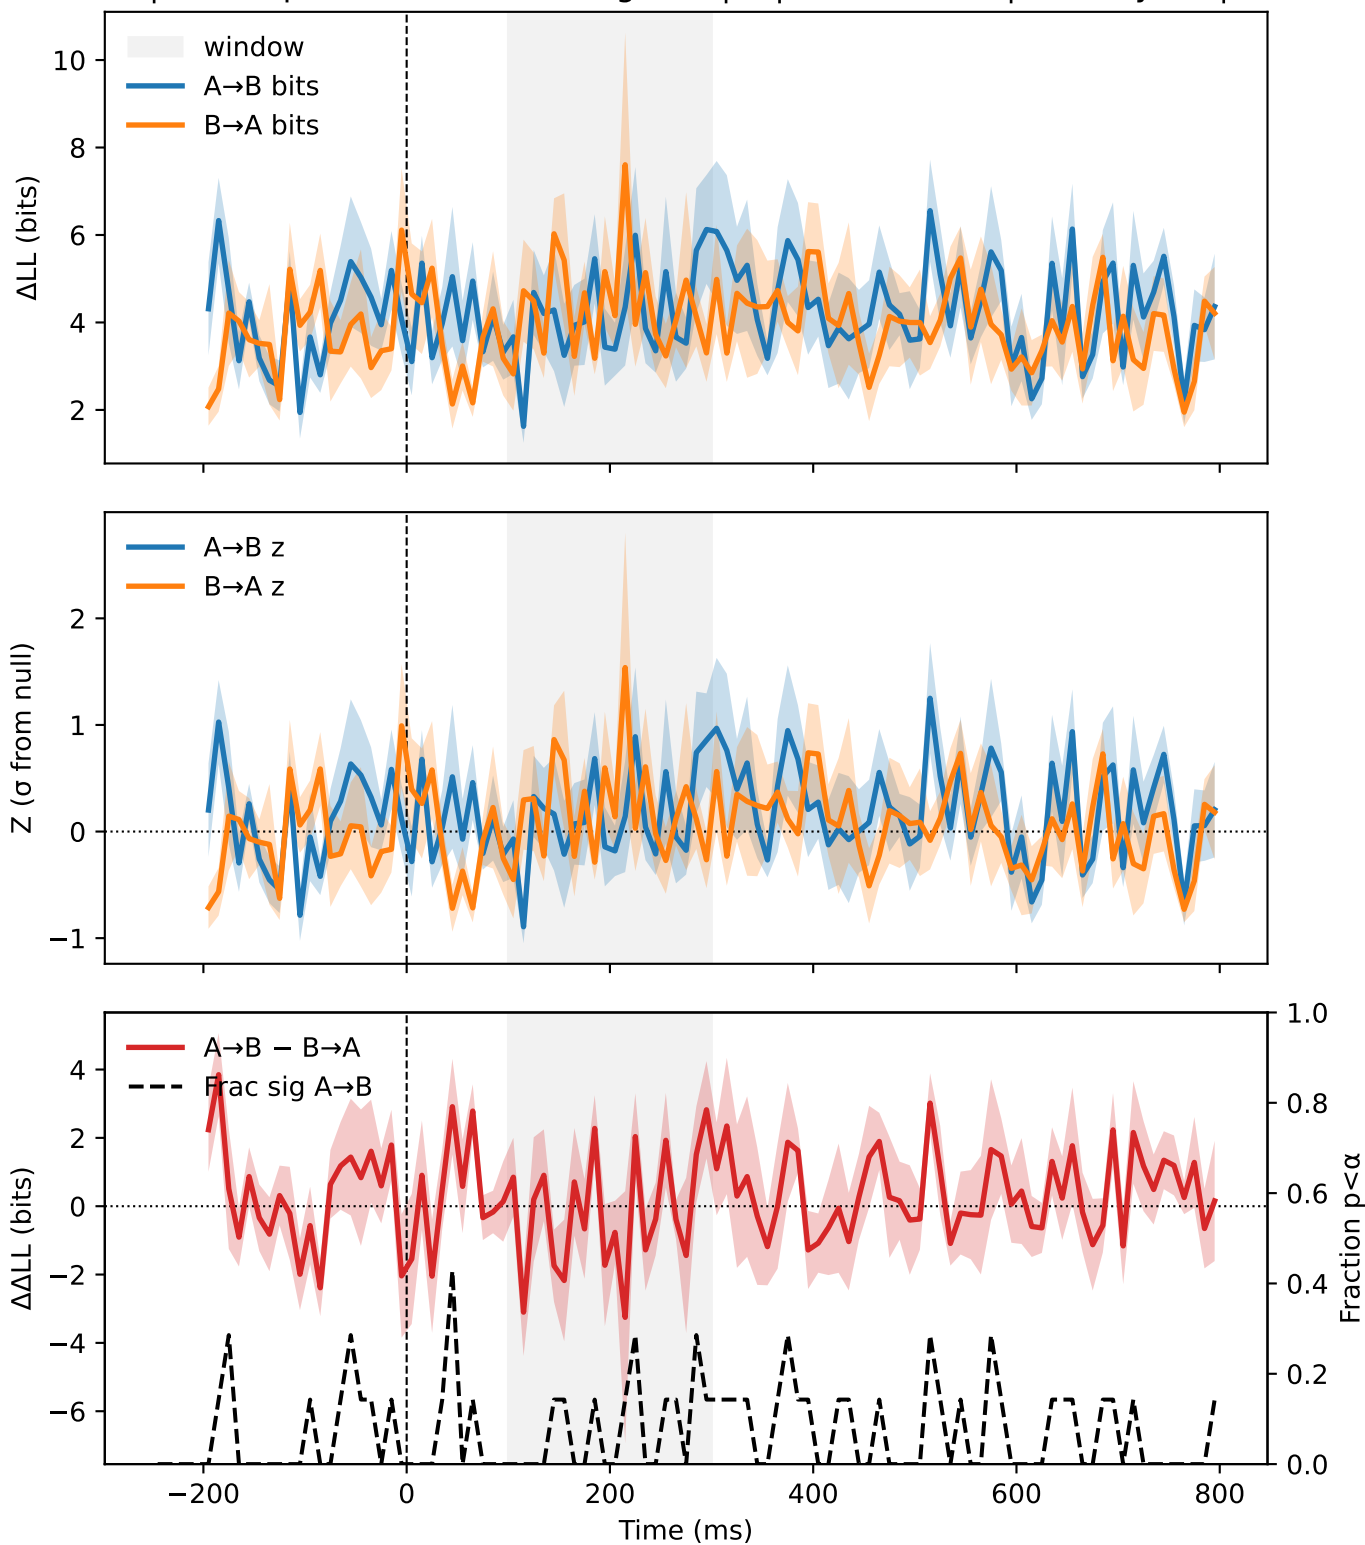 window
A→B bits
B→A bits
10
8
6
4
2
ΔLL (bits)
A→B z
B→A z
2
1
0
−1
Z (σ from null)
A→B − B→A
Frac sig A→B
4
2
0
−2
−4
−6
ΔΔLL (bits)
1.0
0.8
0.6
0.4
0.2
0.0
Fraction p<α
−200
0
200
400
600
800
Time (ms)